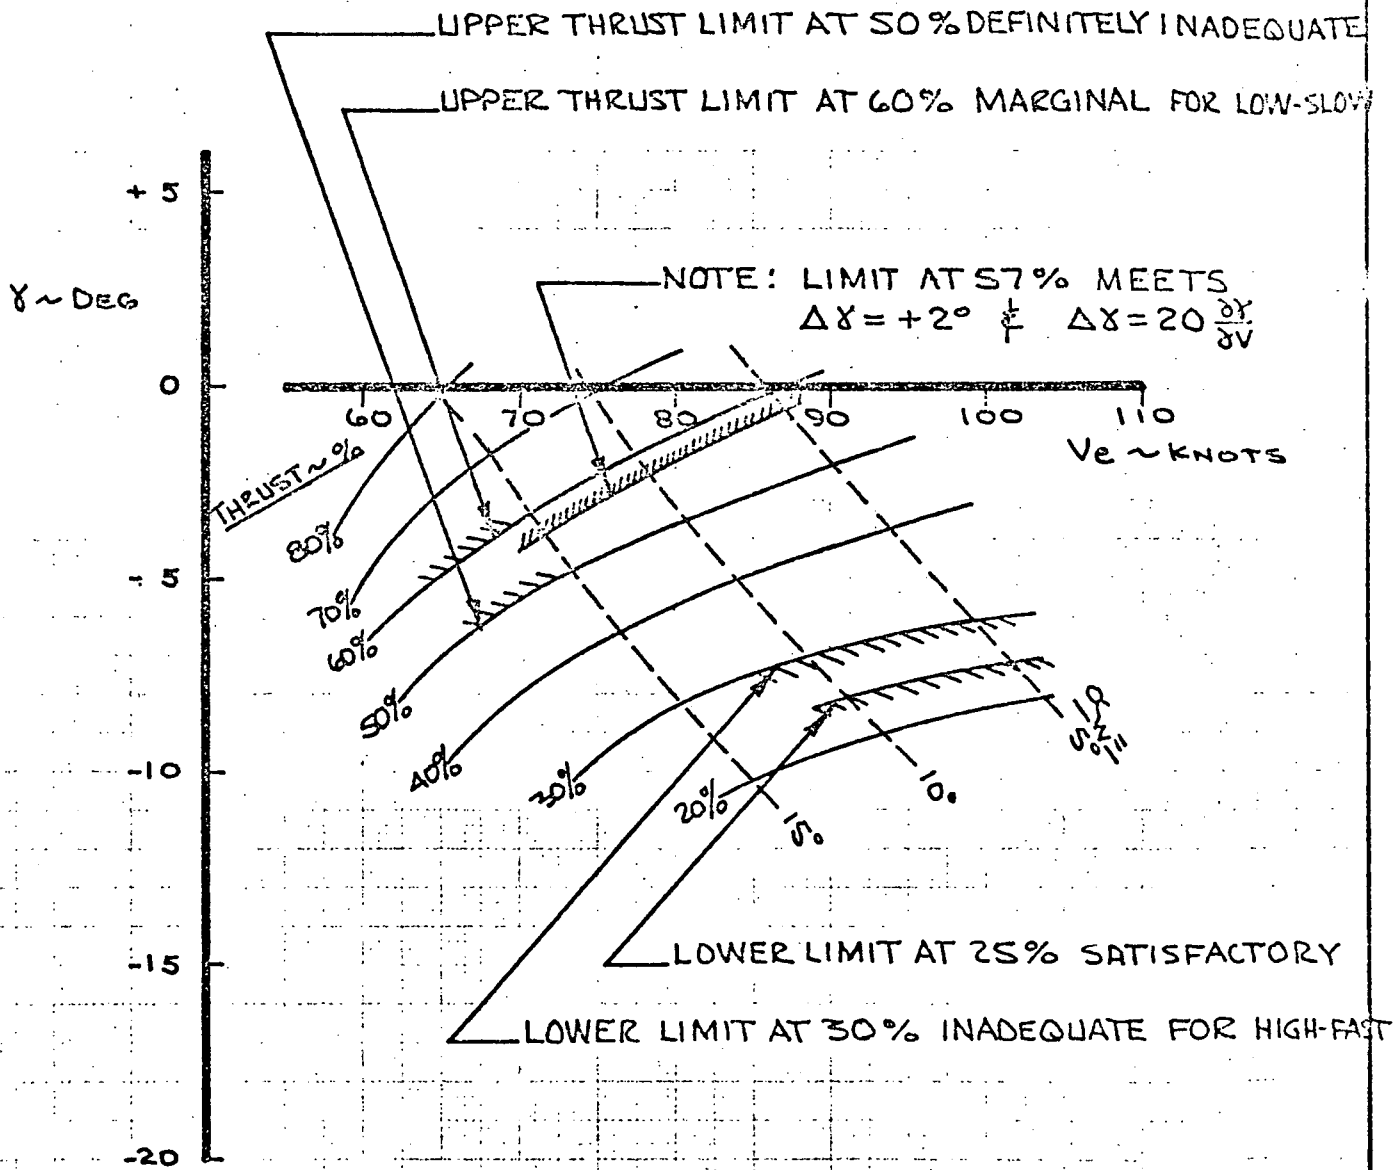 UPPER THRUST LIMIT AT 50% DEFINITELY INADEQUATE
UPPER THRUST LIMIT AT 60% MARGINAL FOR LOW-SLOW
+5
γ ~ DEG
NOTE: LIMIT AT 57% MEETS
Δγ = +2° & Δγ = 20 ∂γ/∂V
0
60 70 80 90 100 110
Ve ~ KNOTS
THRUST ~ %
80%
70%
60%
50%
40%
30%
20%
-5
-10
-15
-20
15°
10°
α = 5°
LOWER LIMIT AT 25% SATISFACTORY
LOWER LIMIT AT 30% INADEQUATE FOR HIGH-FAST